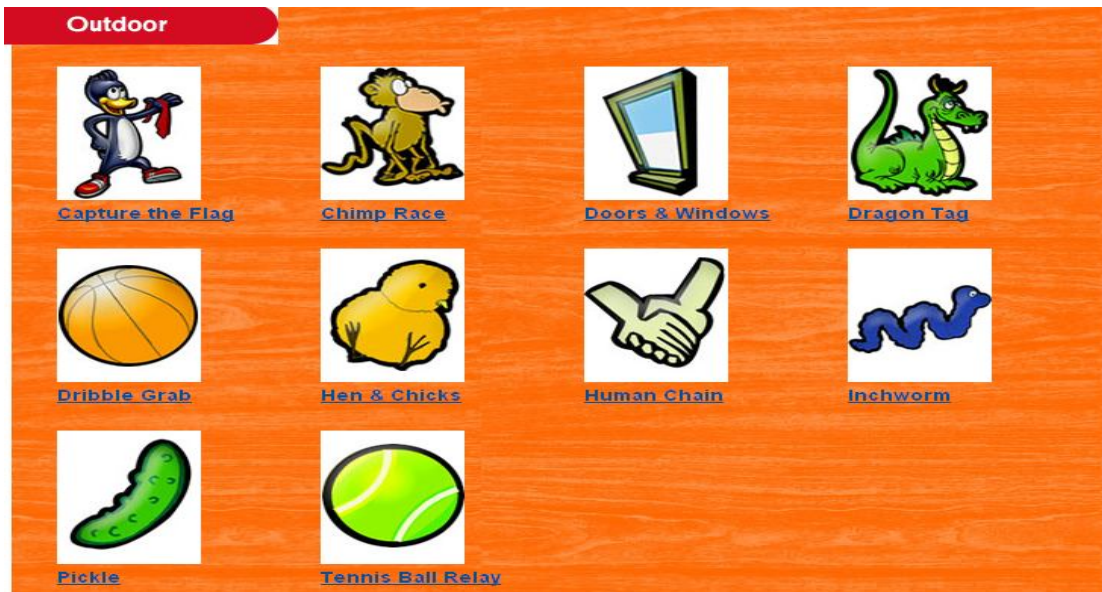 Outdoor
Capture the Flag
Chimp Race
Doors & Windows
Dragon Tag
Dribble Grab
Hen & Chicks
Human Chain
Inchworm
Pickle
Tennis Ball Relay